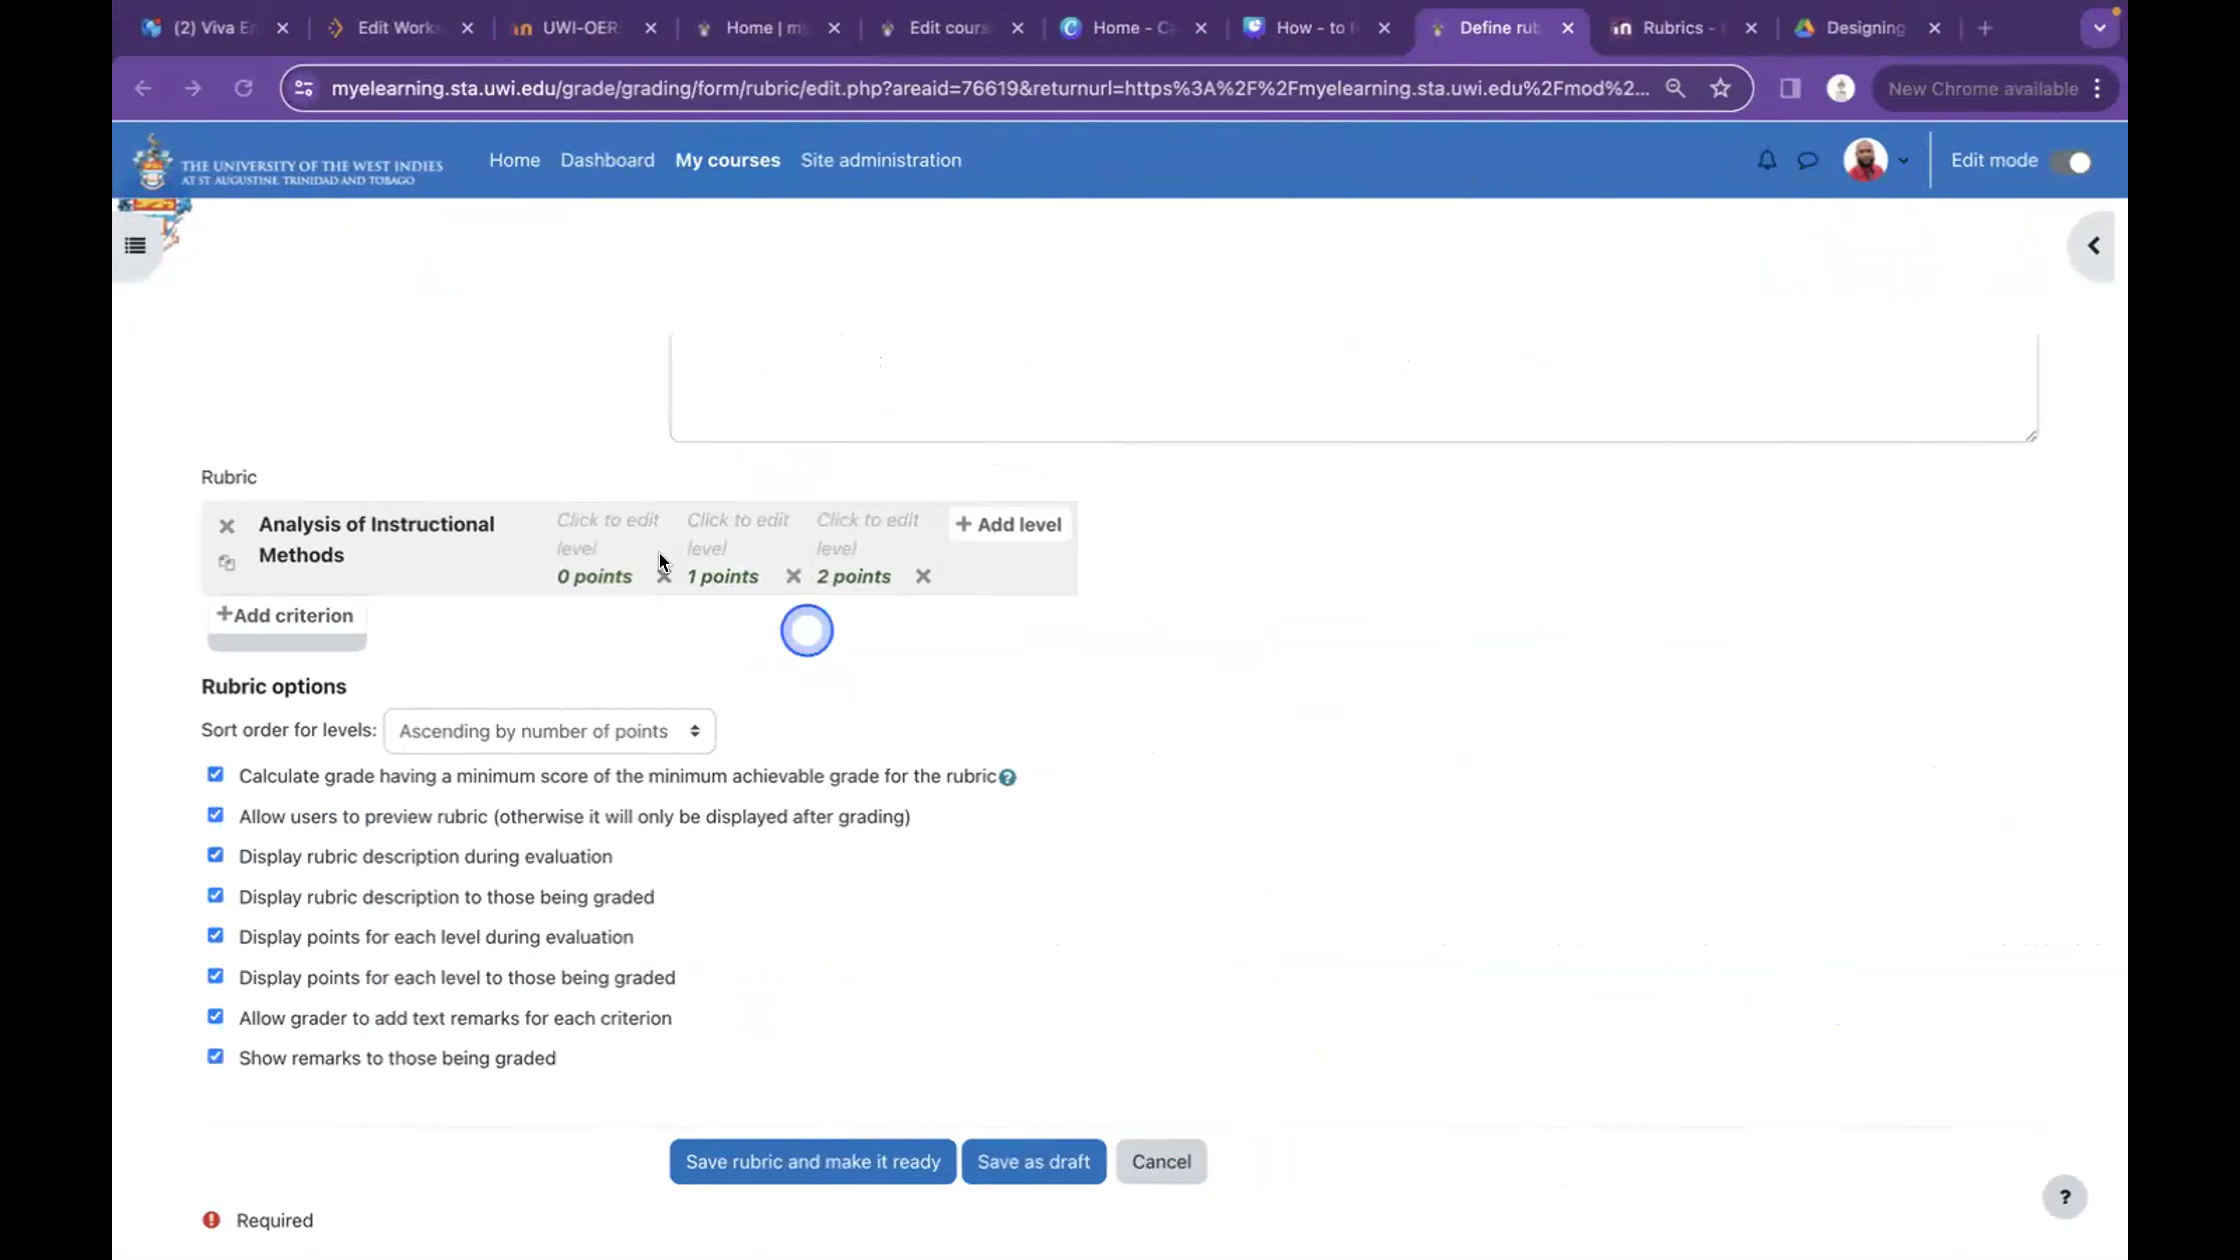 (2) Viva En
Edit Works
UWI-OER
Home | m
Edit cours
Home - Ca
How - to
Define rub
Rubrics -
Designing
myelearning.sta.uwi.edu/grade/grading/form/rubric/edit.php?areaid=76619&returnurl=https%3A%2F%2Fmyelearning.sta.uwi.edu%2Fmod%2...
New Chrome available
THE UNIVERSITY OF THE WEST INDIES
AT ST AUGUSTINE, TRINIDAD AND TOBAGO
Home
Dashboard
My courses
Site administration
Edit mode
Rubric
Analysis of Instructional
Methods
Click to edit
level
0 points
Click to edit
level
1 points
Click to edit
level
2 points
+ Add level
+Add criterion
Rubric options
Sort order for levels: Ascending by number of points
Calculate grade having a minimum score of the minimum achievable grade for the rubric
Allow users to preview rubric (otherwise it will only be displayed after grading)
Display rubric description during evaluation
Display rubric description to those being graded
Display points for each level during evaluation
Display points for each level to those being graded
Allow grader to add text remarks for each criterion
Show remarks to those being graded
Save rubric and make it ready
Save as draft
Cancel
?
Required